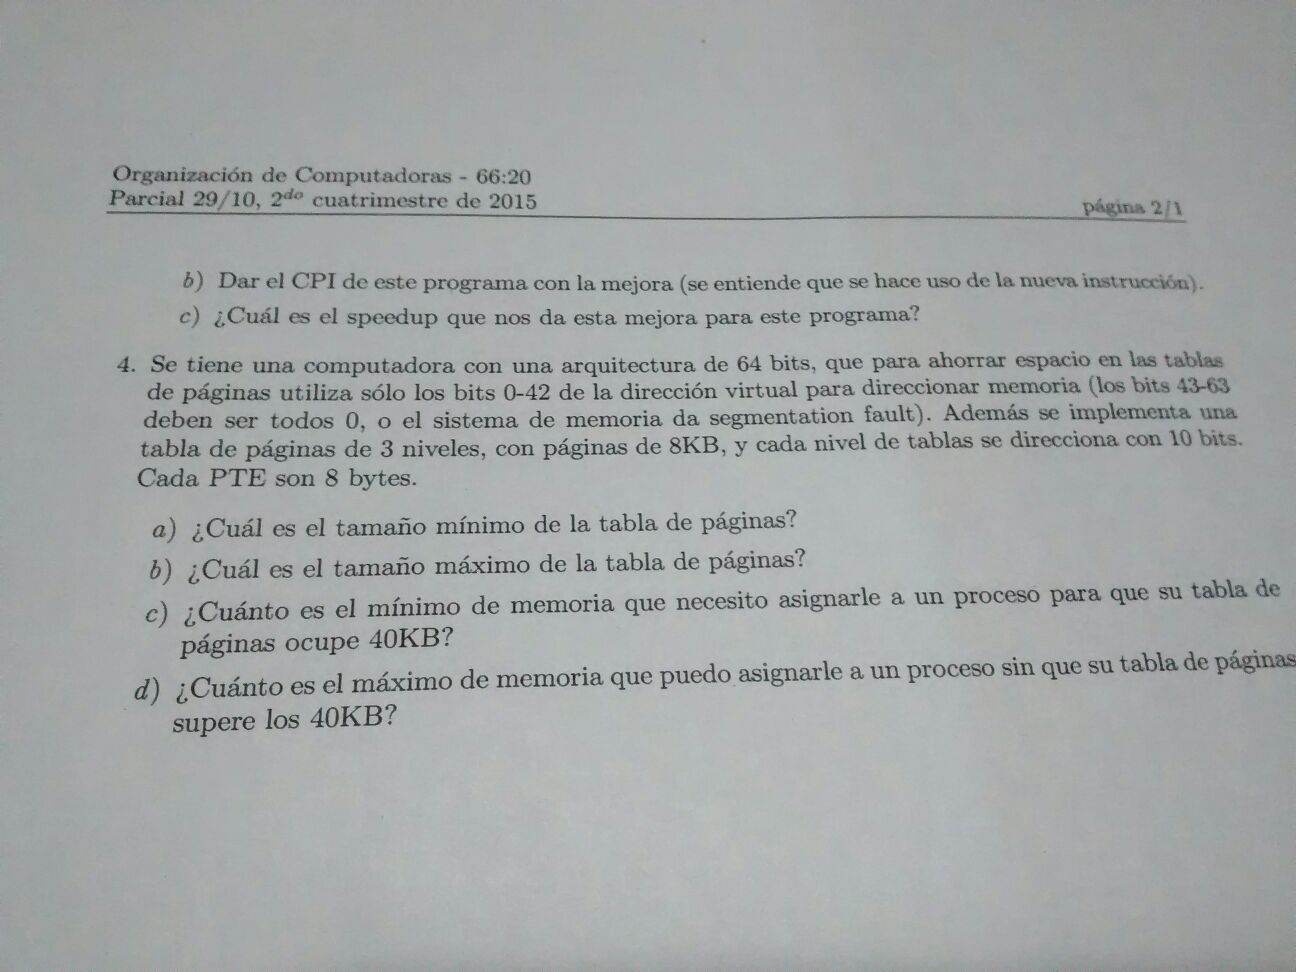 Organización de Computadoras - 66:20
Parcial 29/10, 2do cuatrimestre de 2015
página 2/1
b) Dar el CPI de este programa con la mejora (se entiende que se hace uso de la nueva instrucción).
c) ¿Cuál es el speedup que nos da esta mejora para este programa?
4. Se tiene una computadora con una arquitectura de 64 bits, que para ahorrar espacio en las tablas
de páginas utiliza sólo los bits 0-42 de la dirección virtual para direccionar memoria (los bits 43-63
deben ser todos 0, o el sistema de memoria da segmentation fault). Además se implementa una
tabla de páginas de 3 niveles, con páginas de 8KB, y cada nivel de tablas se direcciona con 10 bits.
Cada PTE son 8 bytes.
a) ¿Cuál es el tamaño mínimo de la tabla de páginas?
b) ¿Cuál es el tamaño máximo de la tabla de páginas?
c) ¿Cuánto es el mínimo de memoria que necesito asignarle a un proceso para que su tabla de
páginas ocupe 40KB?
d) ¿Cuánto es el máximo de memoria que puedo asignarle a un proceso sin que su tabla de páginas
supere los 40KB?